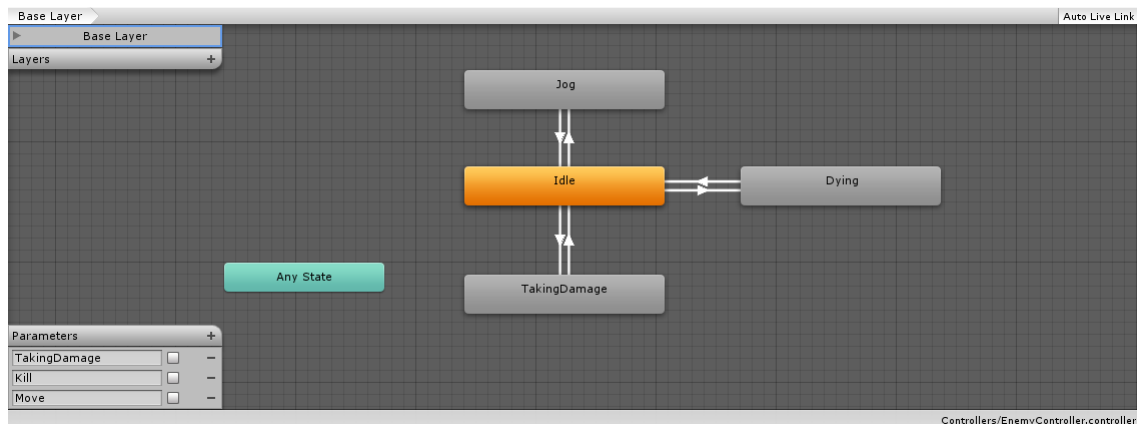 Base Layer
Auto Live Link
Base Layer
Layers
Jog
Idle
Dying
Any State
TakingDamage
Parameters
TakingDamage
Kill
Move
Controllers/EnemyController.controller